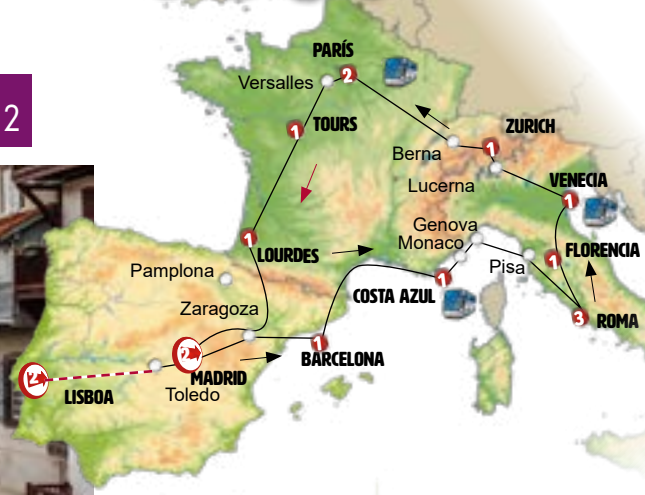 PARÍS
Versalles
2
2
1
TOURS
ZURICH
1
Berna
Lucerna
VENECIA
1
Genova
Monaco
1
LOURDES
FLORENCIA
1
Pisa
Pamplona
COSTA AZUL
1
Zaragoza
3
ROMA
2
MADRID
1
BARCELONA
2
LISBOA
Toledo